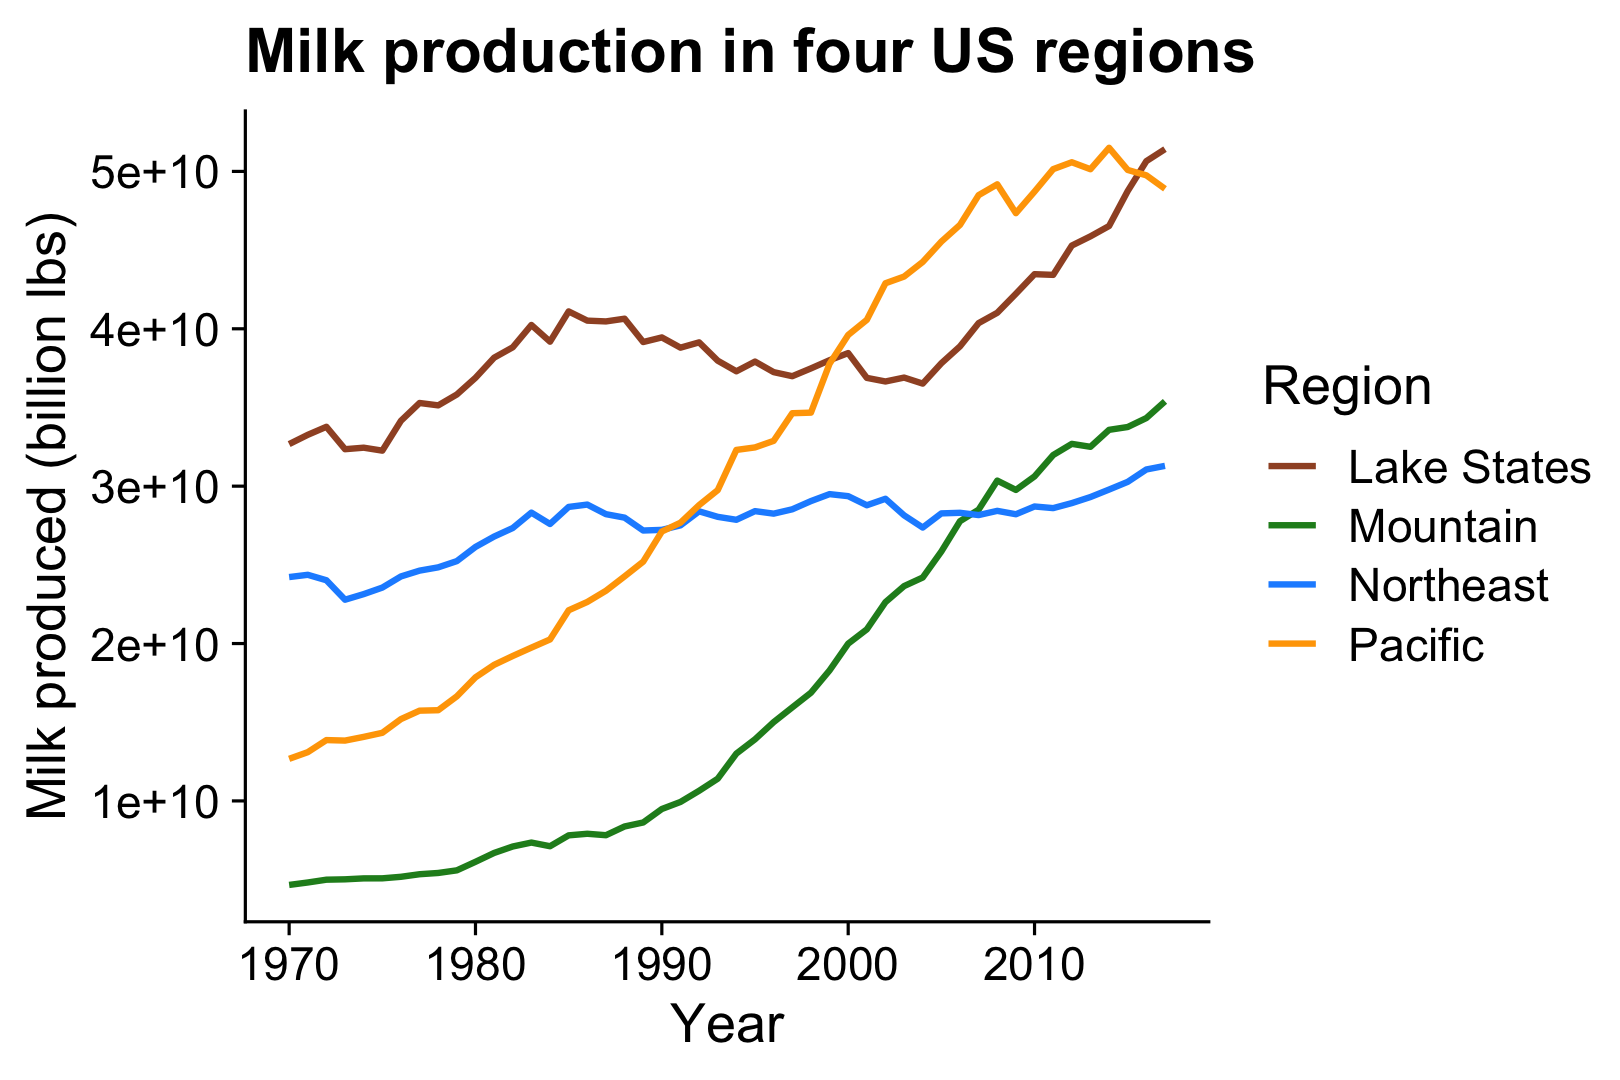 Milk production in four US regions
Milk produced (billion lbs)
5e+10
4e+10
3e+10
2e+10
1e+10
1970 1980 1990 2000 2010
Year
Region
Lake States
Mountain
Northeast
Pacific